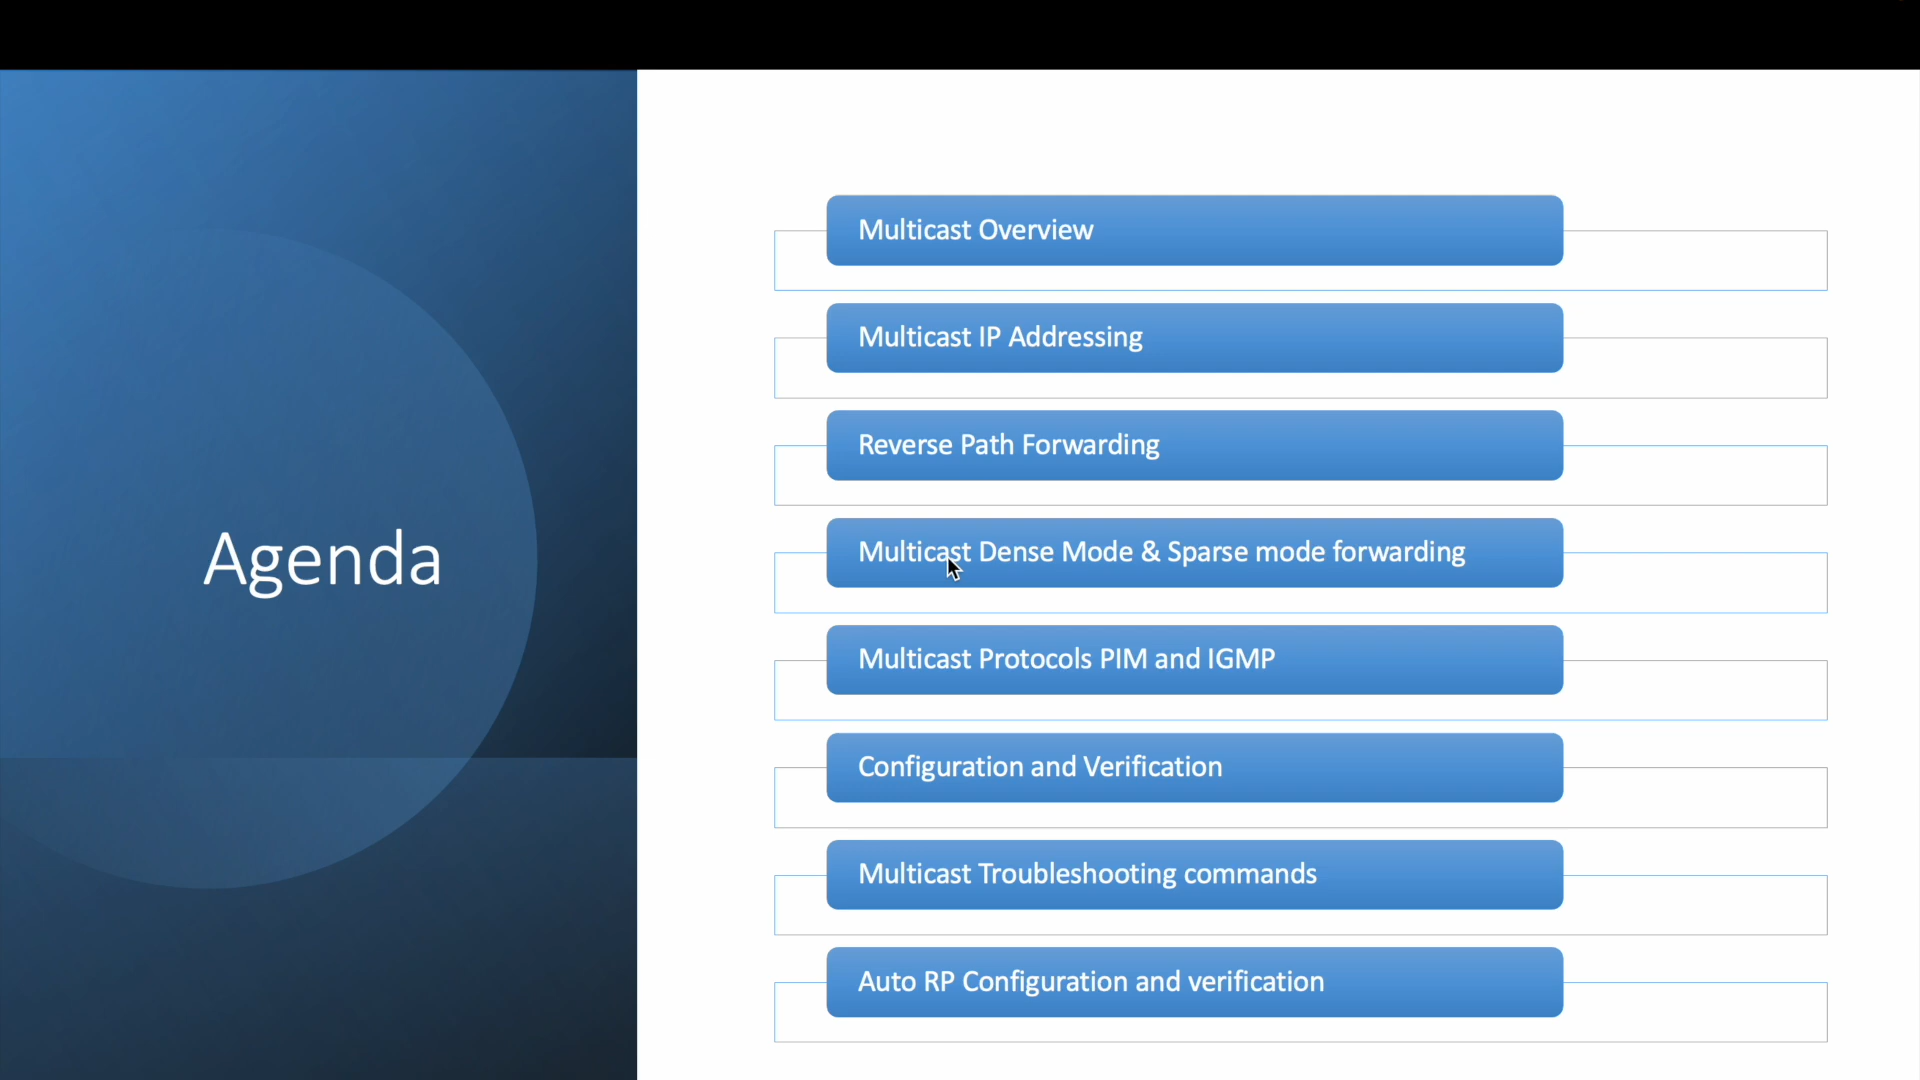 Agenda
Multicast Overview
Multicast IP Addressing
Reverse Path Forwarding
Multicast Dense Mode & Sparse mode forwarding
Multicast Protocols PIM and IGMP
Configuration and Verification
Multicast Troubleshooting commands
Auto RP Configuration and verification